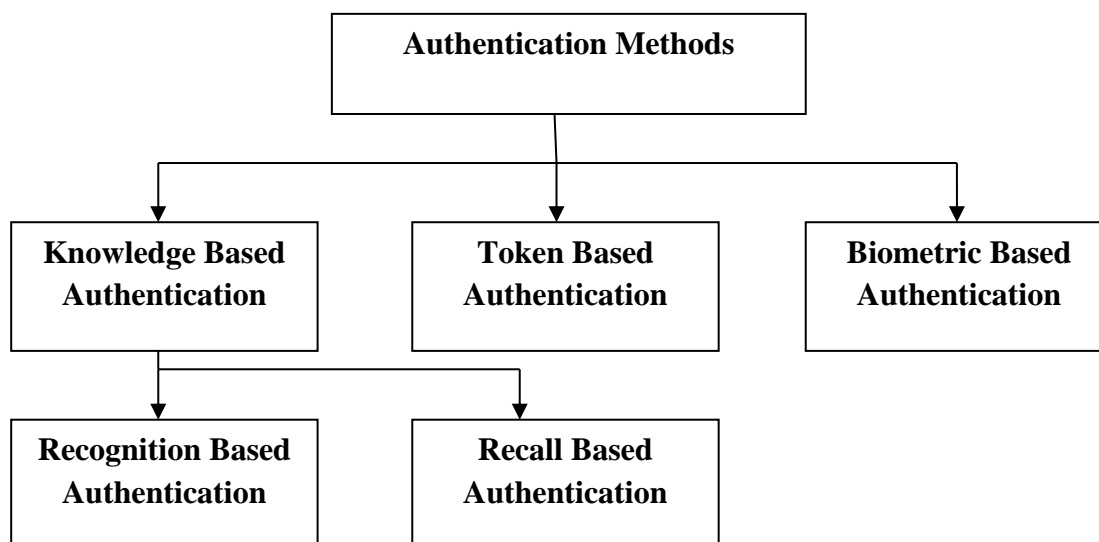 Authentication Methods
Knowledge Based
Authentication
Token Based
Authentication
Biometric Based
Authentication
Recognition Based
Authentication
Recall Based
Authentication